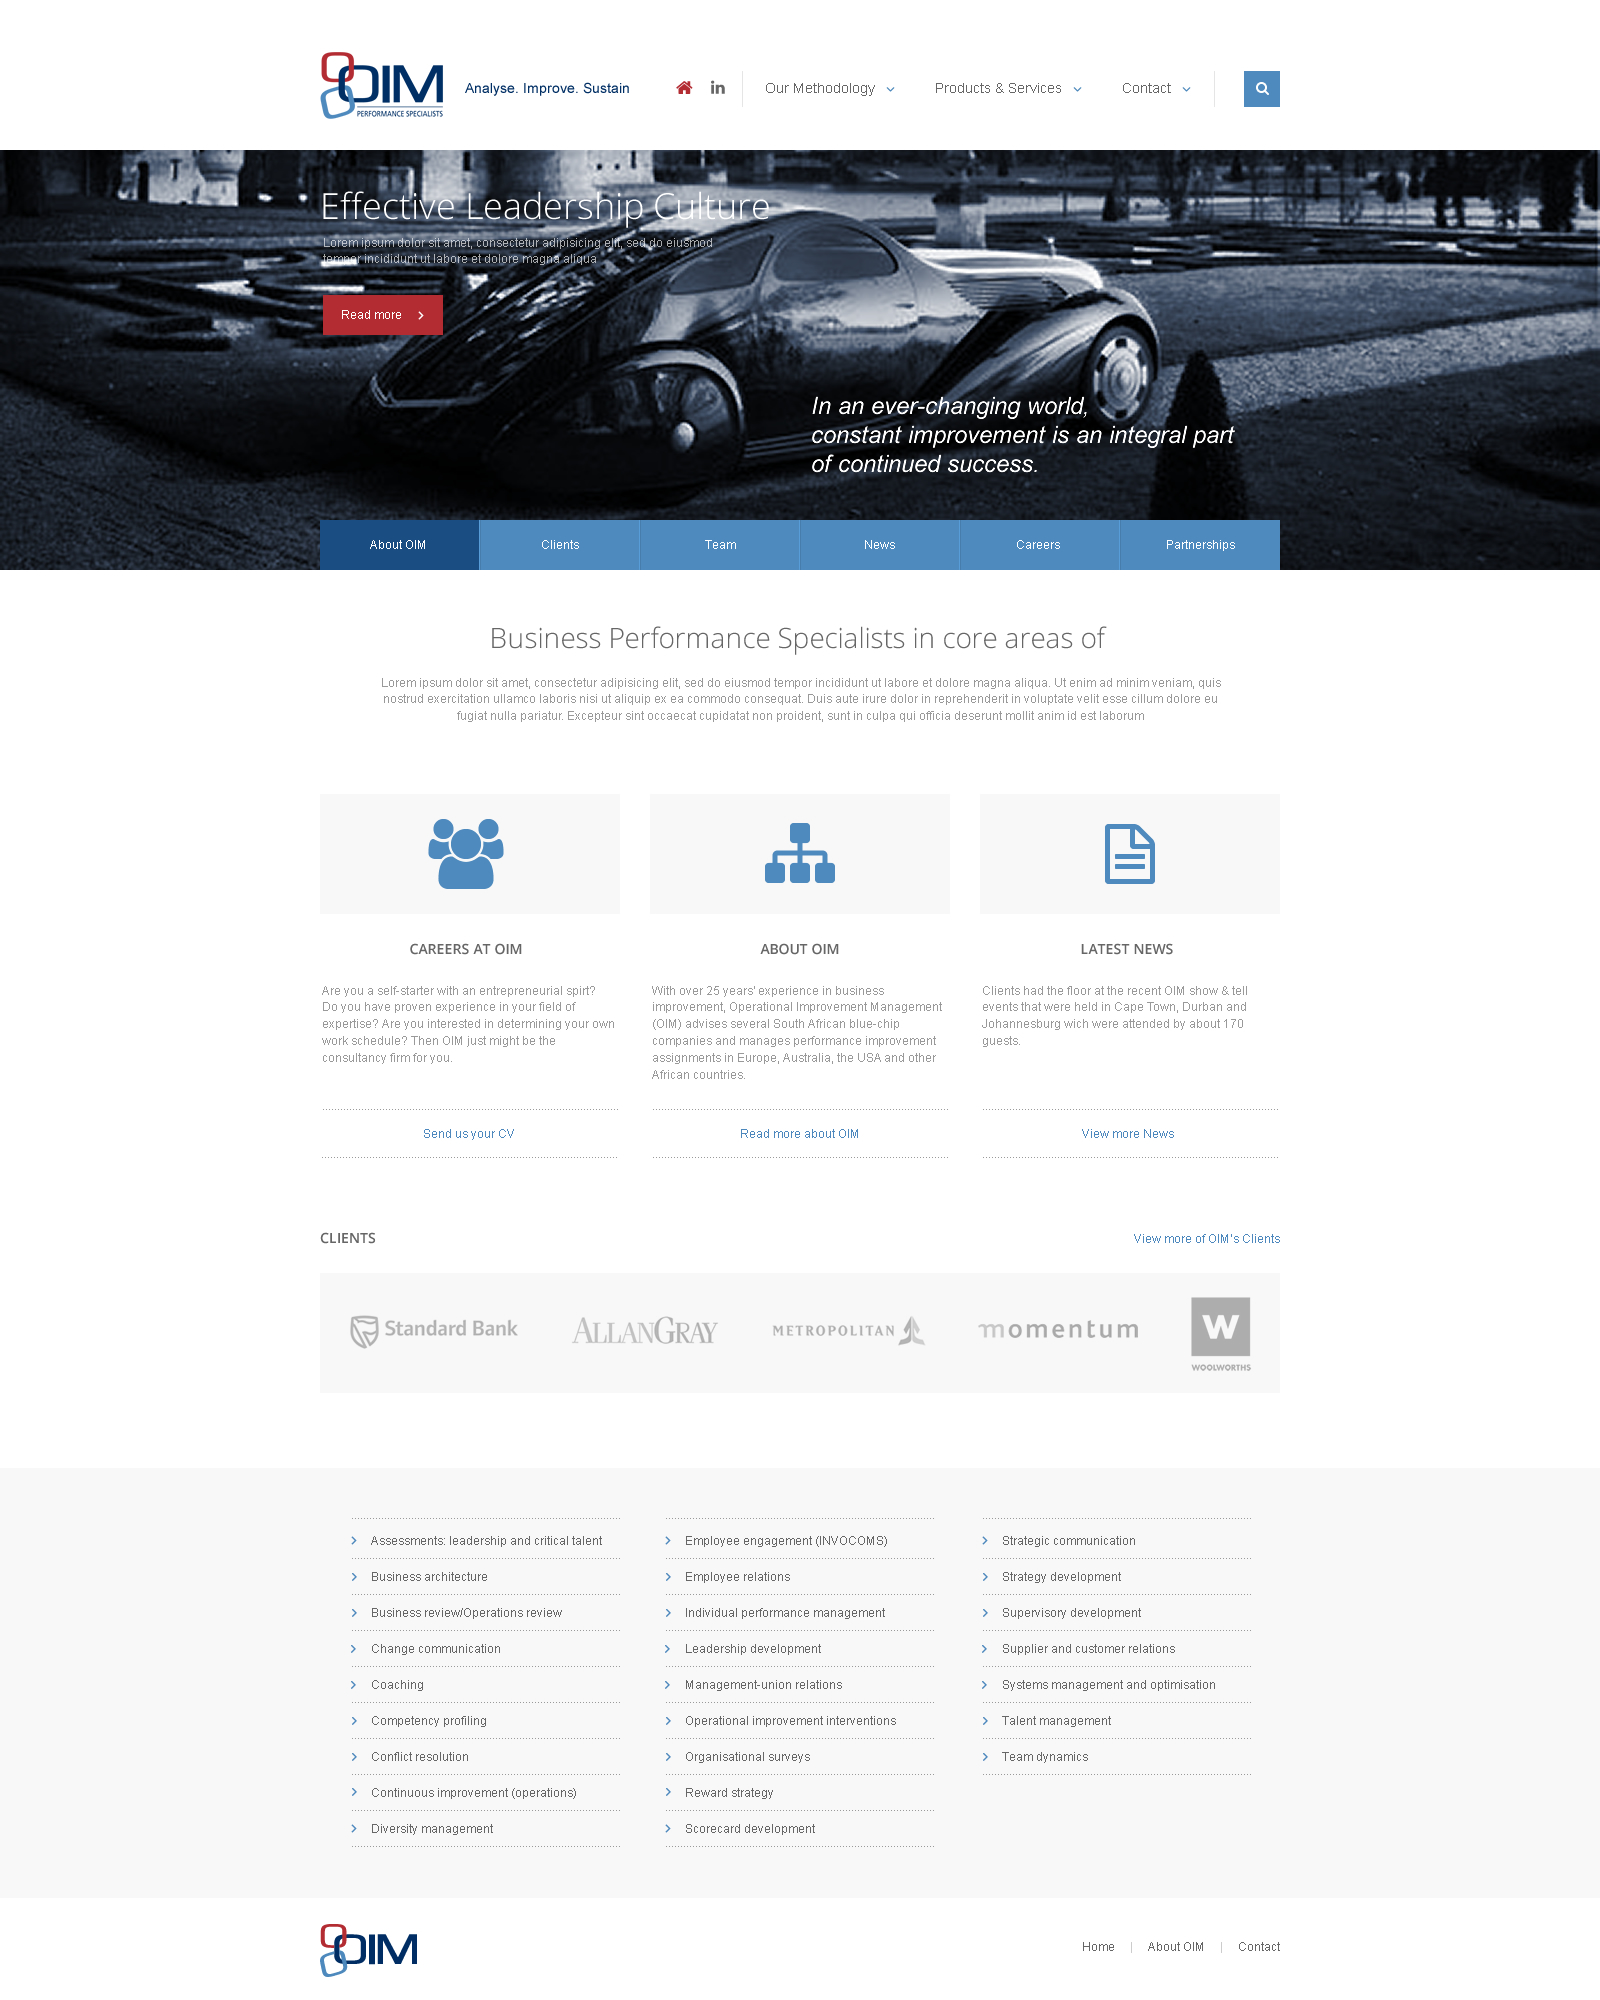 OIM
PERFORMANCE SPECIALISTS
Analyse. Improve. Sustain
in
Our Methodology
Products & Services
Contact
Effective Leadership Culture
Lorem ipsum dolor sit amet, consectetur adipisicing elit, sed do eiusmod
tempor incididunt ut labore et dolore magna aliqua
Read more
In an ever-changing world,
constant improvement is an integral part
of continued success.
About OIM
Clients
Team
News
Careers
Partnerships
Business Performance Specialists in core areas of
Lorem ipsum dolor sit amet, consectetur adipisicing elit, sed do eiusmod tempor incididunt ut labore et dolore magna aliqua. Ut enim ad minim veniam, quis
nostrud exercitation ullamco laboris nisi ut aliquip ex ea commodo consequat. Duis aute irure dolor in reprehenderit in voluptate velit esse cillum dolore eu
fugiat nulla pariatur. Excepteur sint occaecat cupidatat non proident, sunt in culpa qui officia deserunt mollit anim id est laborum
CAREERS AT OIM
Are you a self-starter with an entrepreneurial spirt?
Do you have proven experience in your field of
expertise? Are you interested in determining your own
work schedule? Then OIM just might be the
consultancy firm for you.
Send us your CV
ABOUT OIM
With over 25 years' experience in business
improvement, Operational Improvement Management
(OIM) advises several South African blue-chip
companies and manages performance improvement
assignments in Europe, Australia, the USA and other
African countries.
Read more about OIM
LATEST NEWS
Clients had the floor at the recent OIM show & tell
events that were held in Cape Town, Durban and
Johannesburg wich were attended by about 170
guests.
View more News
CLIENTS
View more of OIM's Clients
Standard Bank
ALLANGRAY
METROPOLITAN
momentum
W
WOOLWORTHS
Assessments: leadership and critical talent
Business architecture
Business review/Operations review
Change communication
Coaching
Competency profiling
Conflict resolution
Continuous improvement (operations)
Diversity management
Employee engagement (INVOCOMS)
Employee relations
Individual performance management
Leadership development
Management-union relations
Operational improvement interventions
Organisational surveys
Reward strategy
Scorecard development
Strategic communication
Strategy development
Supervisory development
Supplier and customer relations
Systems management and optimisation
Talent management
Team dynamics
OIM
Home
About OIM
Contact